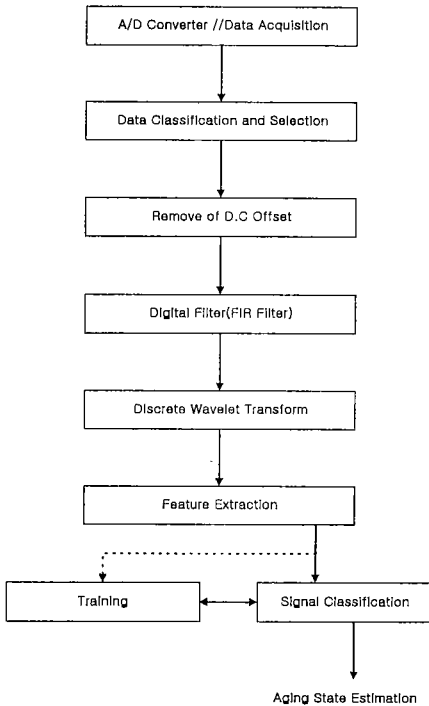 A/D Converter //Data Acquisition
Data Classification and Selection
Remove of D.C Offset
Digital Filter(FIR Filter)
Discrete Wavelet Transform
Feature Extraction
Training
Signal Classification
Aging State Estimation